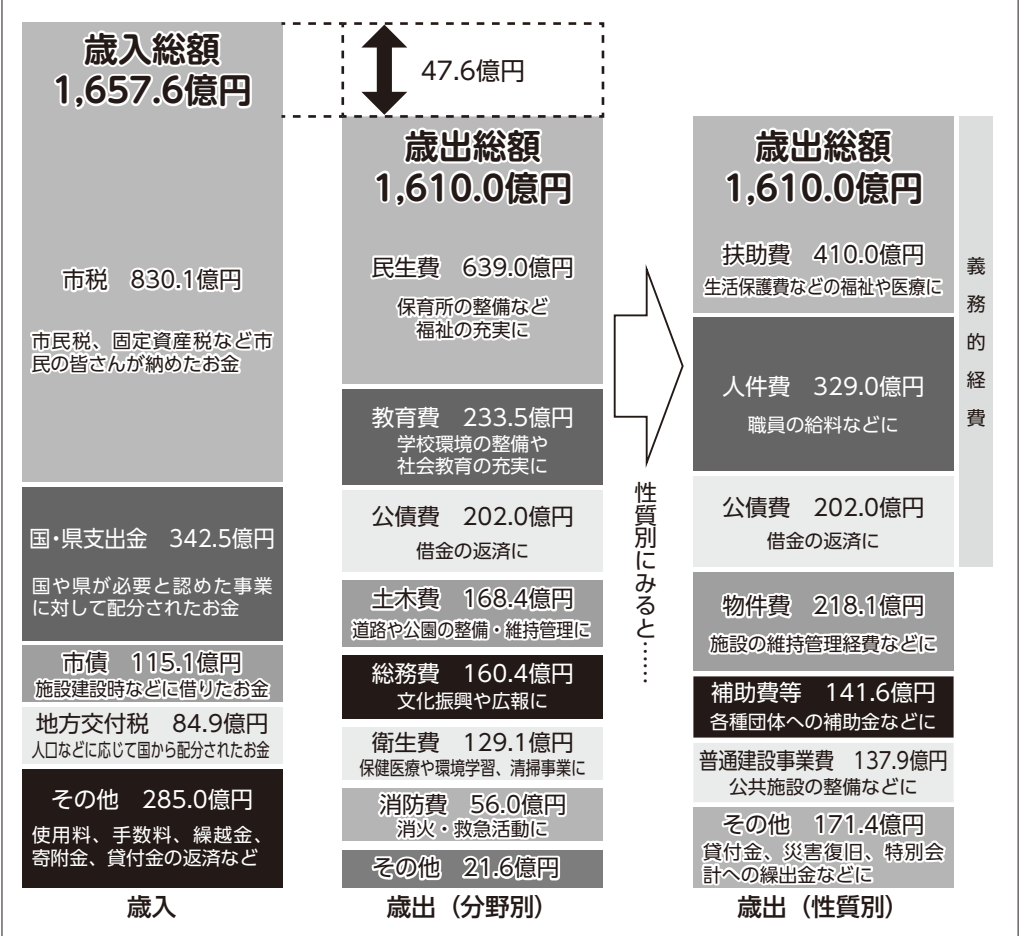 歳入総額
1,657.6億円
市税　830.1億円
市民税、固定資産税など市
民の皆さんが納めたお金
国・県支出金　342.5億円
国や県が必要と認めた事業
に対して配分されたお金
市債　115.1億円
施設建設時などに借りたお金
地方交付税　84.9億円
人口などに応じて国から配分されたお金
その他　285.0億円
使用料、手数料、繰越金、
寄附金、貸付金の返済など
歳入
47.6億円
歳出総額
1,610.0億円
民生費　639.0億円
保育所の整備など
福祉の充実に
教育費　233.5億円
学校環境の整備や
社会教育の充実に
公債費　202.0億円
借金の返済に
土木費　168.4億円
道路や公園の整備・維持管理に
総務費　160.4億円
文化振興や広報に
衛生費　129.1億円
保健医療や環境学習、清掃事業に
消防費　56.0億円
消火・救急活動に
その他　21.6億円
歳出（分野別）
性質別にみると……
歳出総額
1,610.0億円
扶助費　410.0億円
生活保護費などの福祉や医療に
人件費　329.0億円
職員の給料などに
公債費　202.0億円
借金の返済に
義務的経費
物件費　218.1億円
施設の維持管理経費などに
補助費等　141.6億円
各種団体への補助金などに
普通建設事業費　137.9億円
公共施設の整備などに
その他　171.4億円
貸付金、災害復旧、特別会
計への繰出金などに
歳出（性質別）